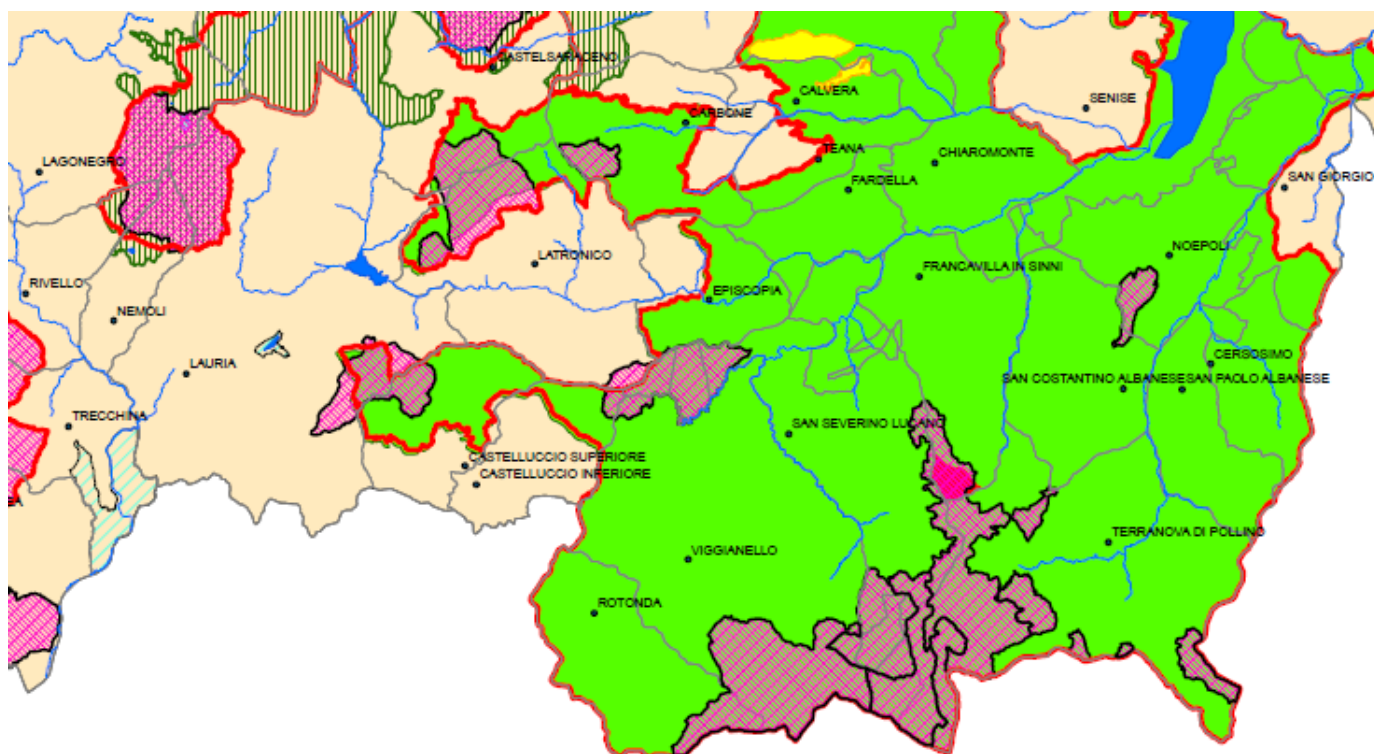 CASTELSARACENO
CALVERA
SENISE
CARBONE
LAGONEGRO
TEANA
CHIAROMONTE
FARDELLA
SAN GIORGIO
NOEPOLI
LATRONICO
FRANCAVILLA IN SINNI
RIVELLO
EPISCOPIA
NEMOLI
CERSOSIMO
LAURIA
SAN COSTANTINO ALBANESE
SAN PAOLO ALBANESE
TRECCHINA
SAN SEVERINO LUCANO
CASTELLUCCIO SUPERIORE
CASTELLUCCIO INFERIORE
TERRANOVA DI POLLINO
VIGGIANELLO
ROTONDA